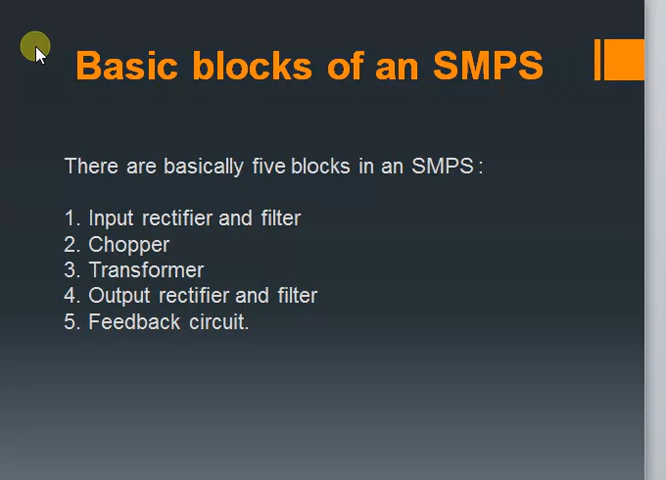 Basic blocks of an SMPS
There are basically five blocks in an SMPS :
1. Input rectifier and filter
2. Chopper
3. Transformer
4. Output rectifier and filter
5. Feedback circuit.